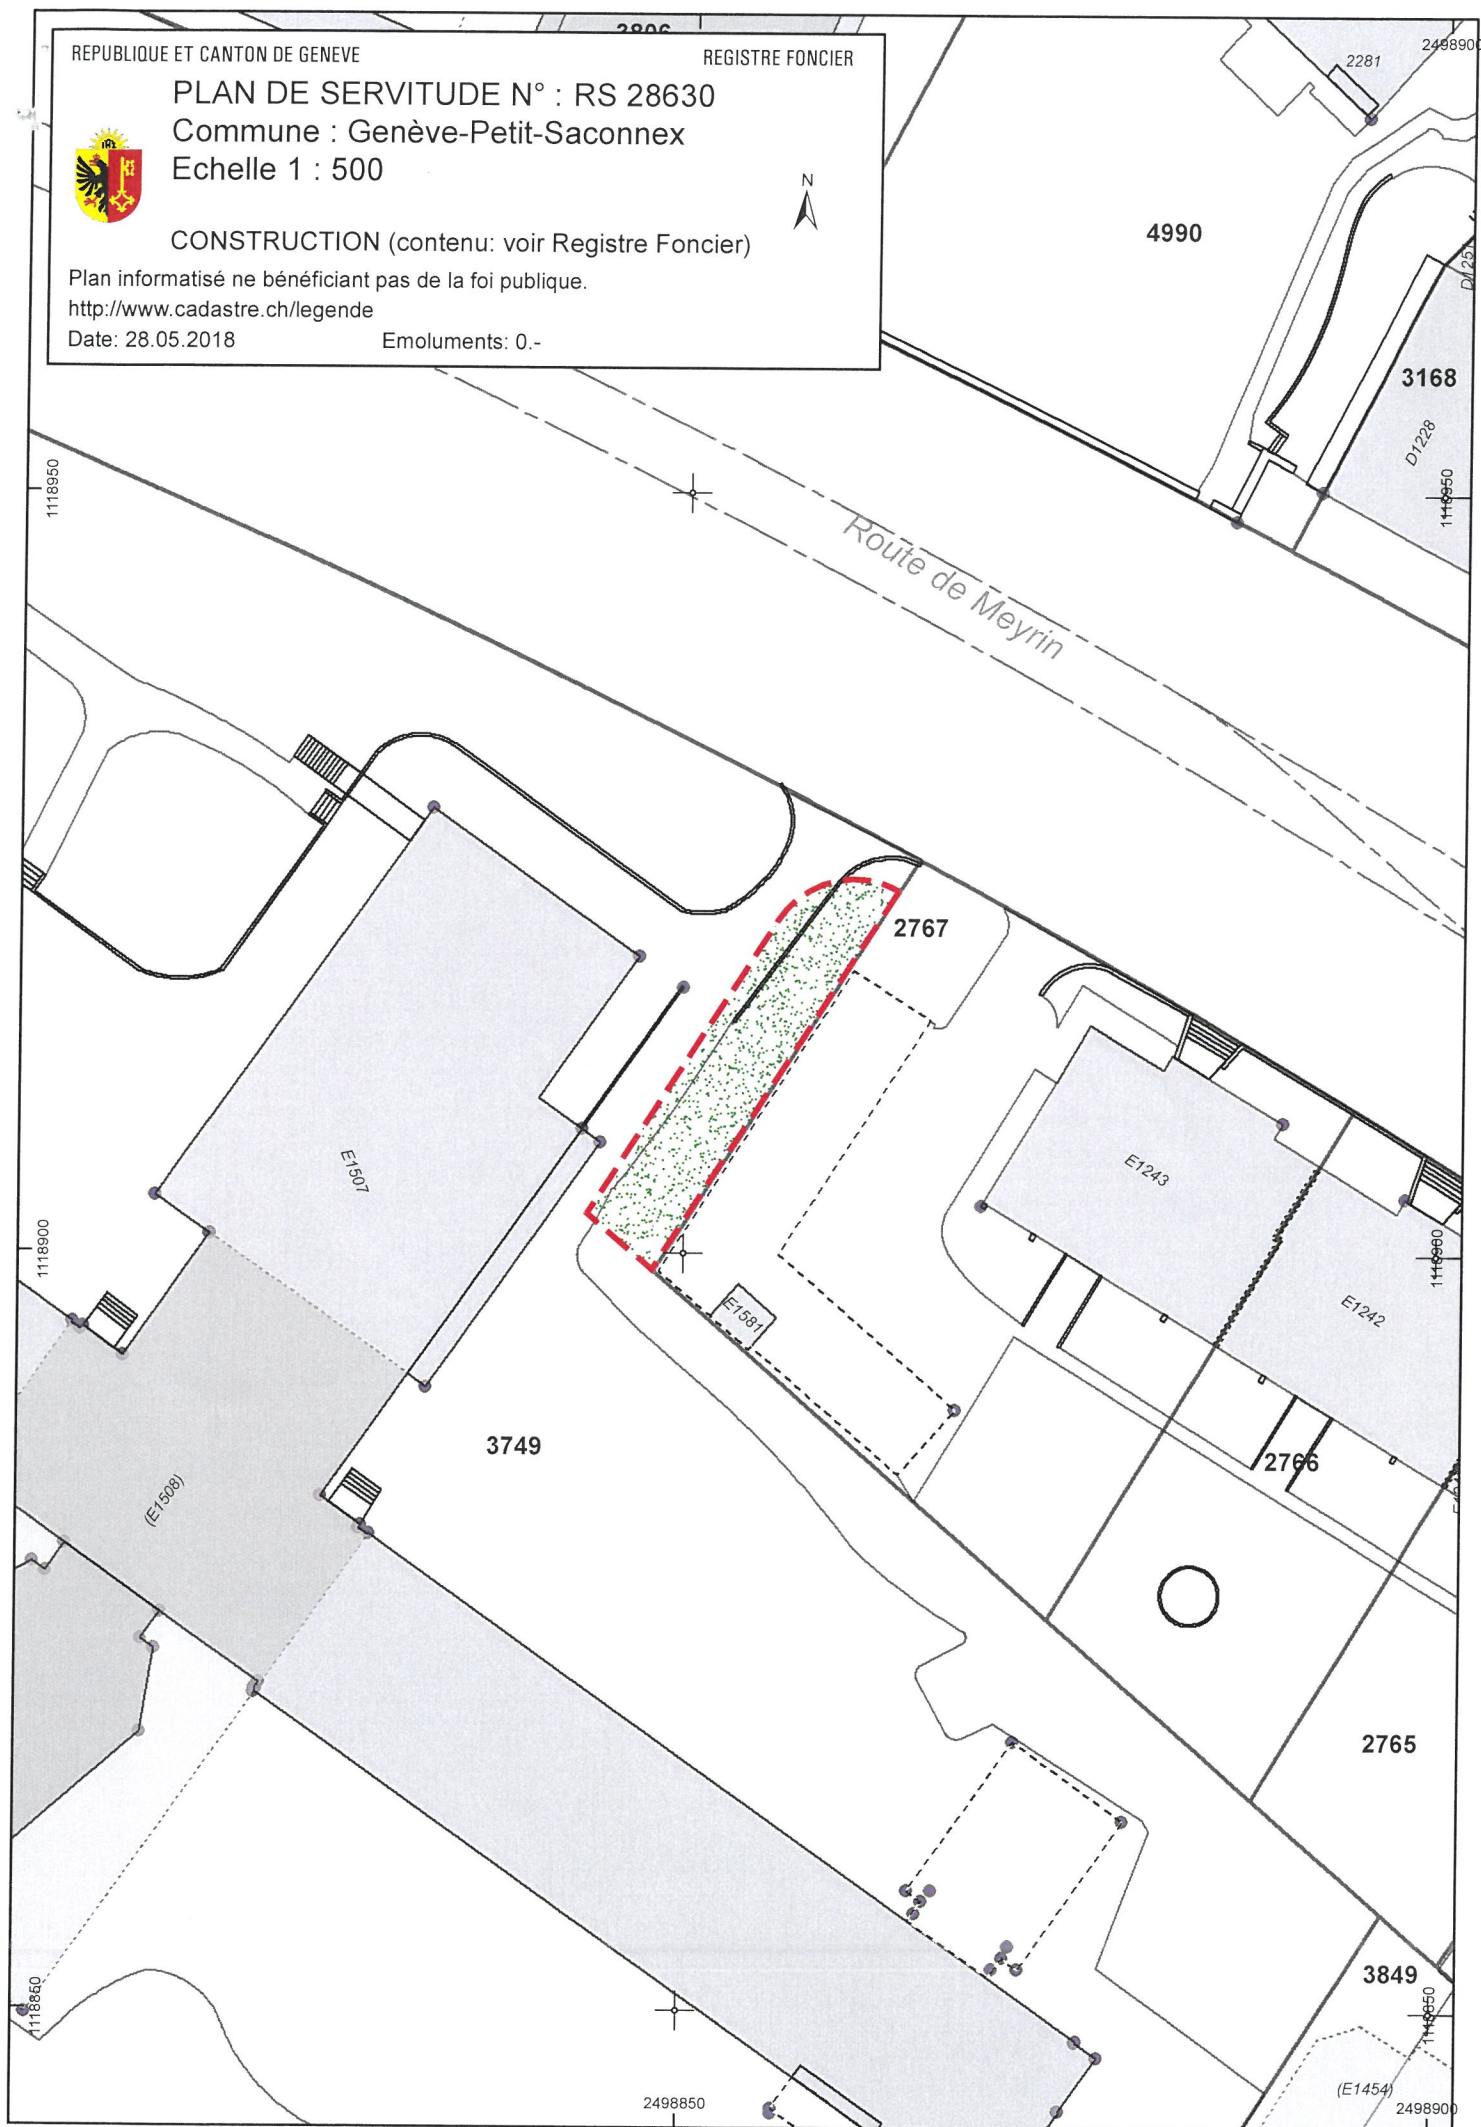 3806
REPUBLIQUE ET CANTON DE GENEVE
REGISTRE FONCIER
PLAN DE SERVITUDE N° : RS 28630
Commune : Genève-Petit-Saconnex
Echelle 1 : 500
N
CONSTRUCTION (contenu: voir Registre Foncier)
Plan informatisé ne bénéficiant pas de la foi publique.
http://www.cadastre.ch/legende
Date: 28.05.2018
Emoluments: 0.-
2498900
2281
4990
D1251
3168
D1228
1118950
1118950
Route de Meyrin
2767
E1507
E1243
1118900
1118900
E1581
E1242
3749
2766
(E1508)
2765
3849
1118850
1118850
(E1454)
2498850
2498900